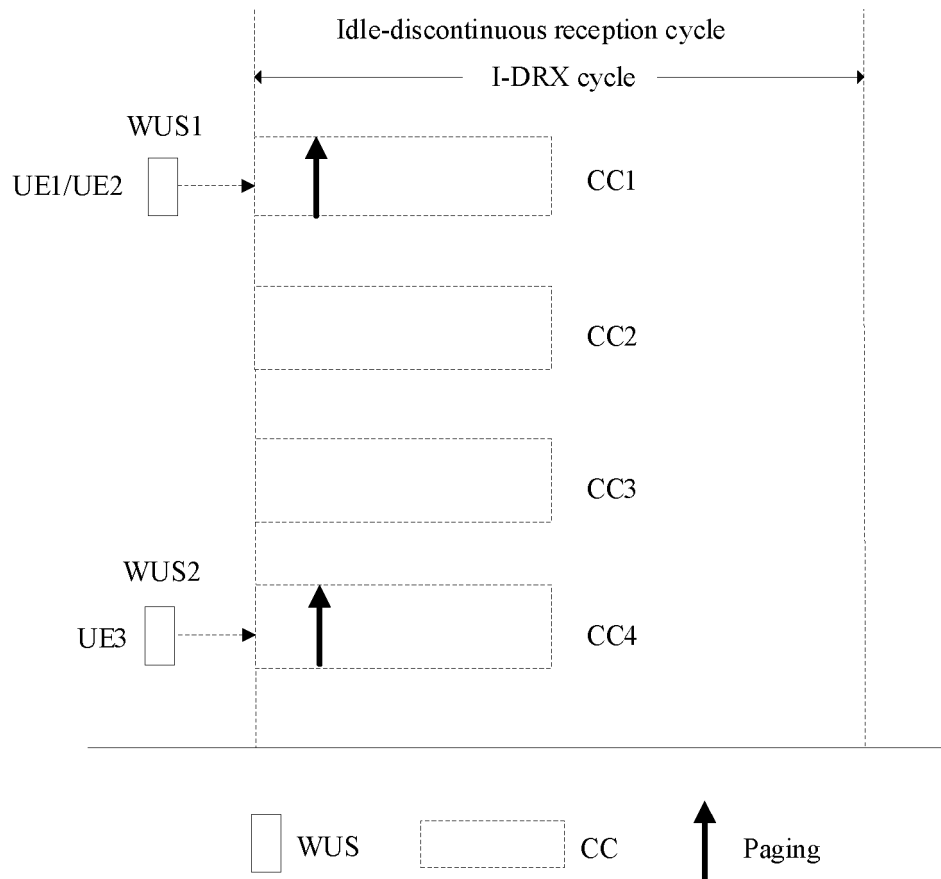 Idle-discontinuous reception cycle
I-DRX cycle
WUS1
UE1/UE2
CC1
CC2
CC3
WUS2
UE3
CC4
WUS
CC
Paging